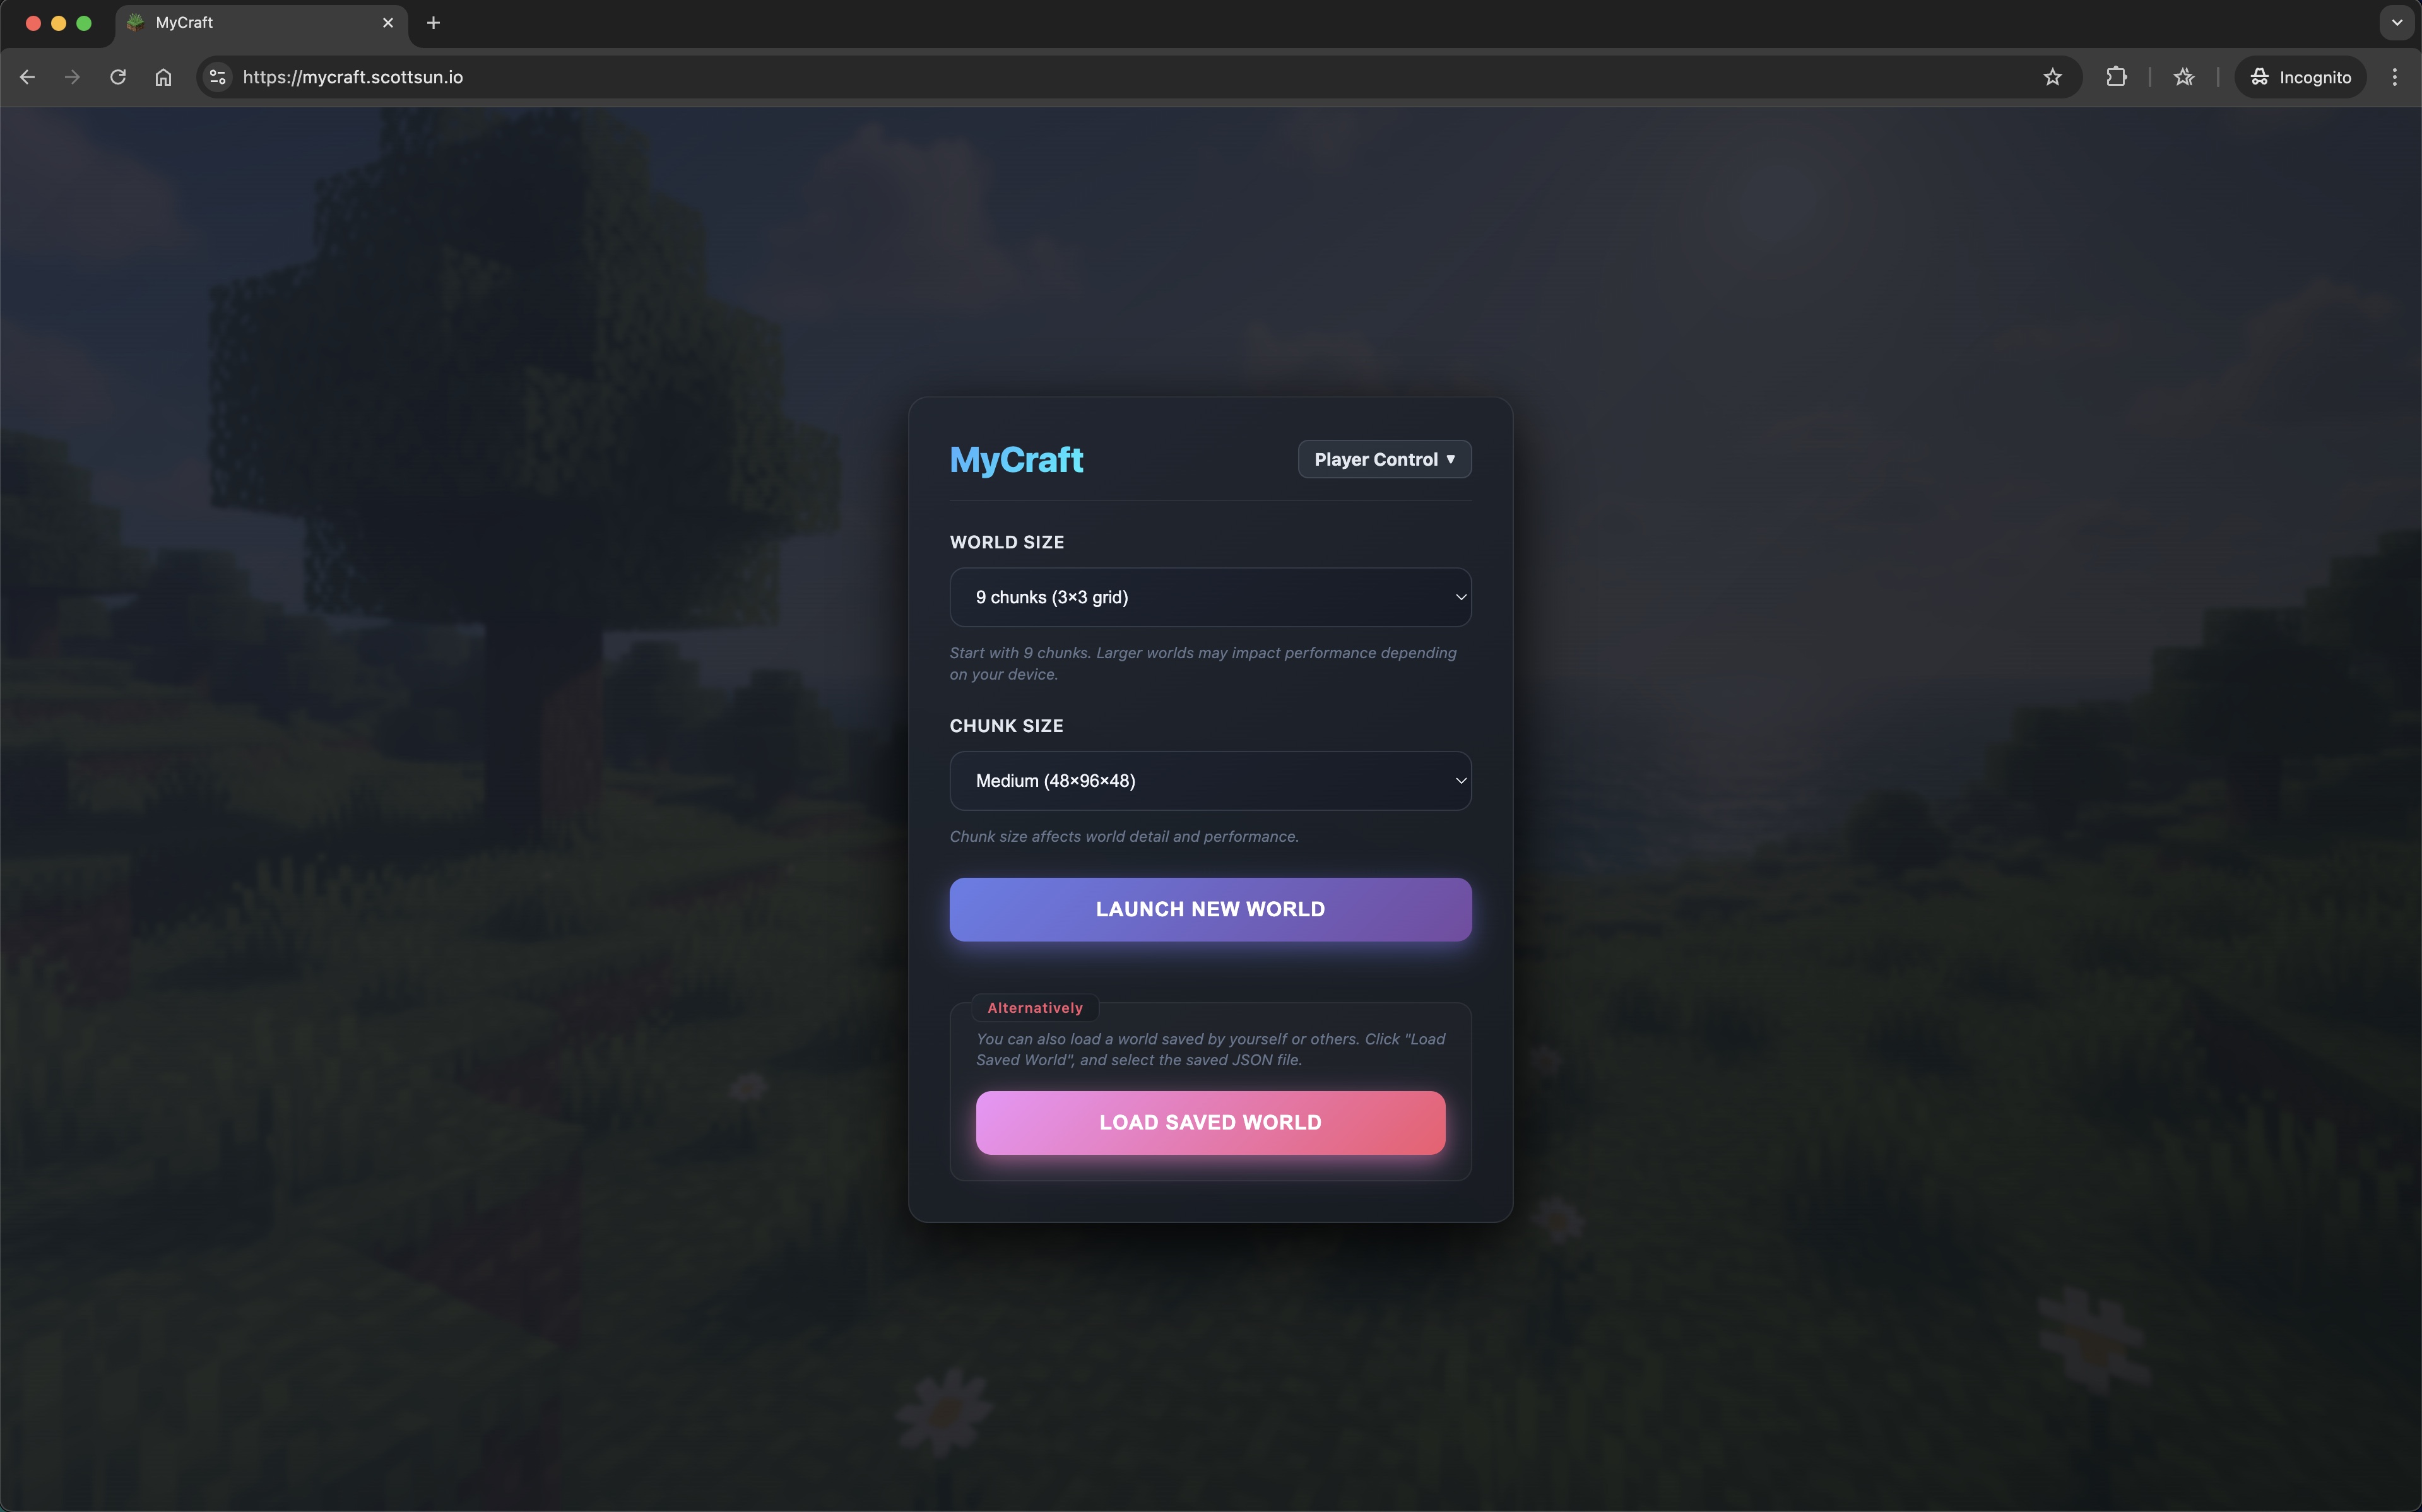 MyCraft
https://mycraft.scottsun.io
Incognito
MyCraft
Player Control ▼
WORLD SIZE
9 chunks (3×3 grid)
Start with 9 chunks. Larger worlds may impact performance depending
on your device.
CHUNK SIZE
Medium (48×96×48)
Chunk size affects world detail and performance.
LAUNCH NEW WORLD
Alternatively
You can also load a world saved by yourself or others. Click "Load
Saved World", and select the saved JSON file.
LOAD SAVED WORLD